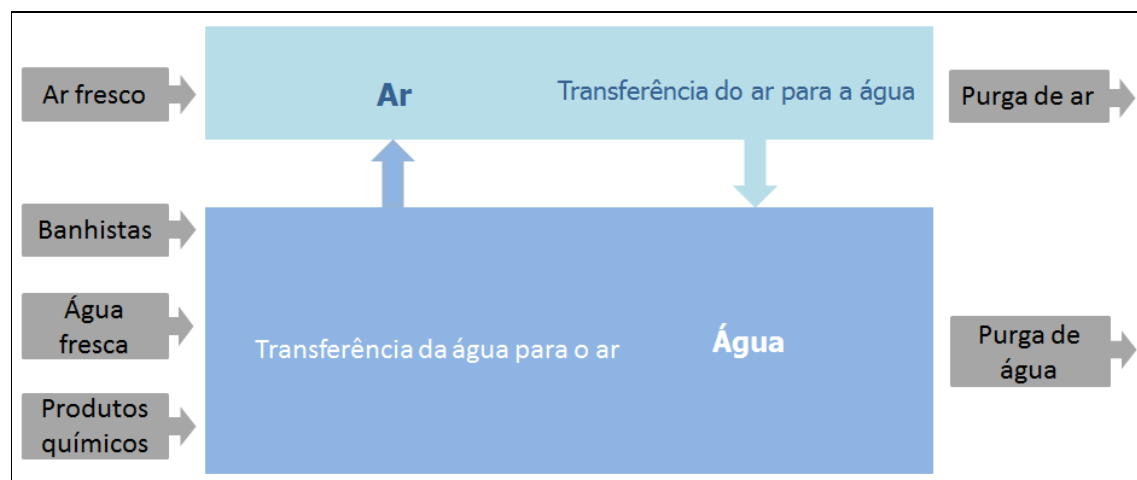 Ar fresco
Ar
Transferência do ar para a água
Purga de ar
Banhistas
Água
fresca
Transferência da água para o ar
Água
Purga de
água
Produtos
químicos